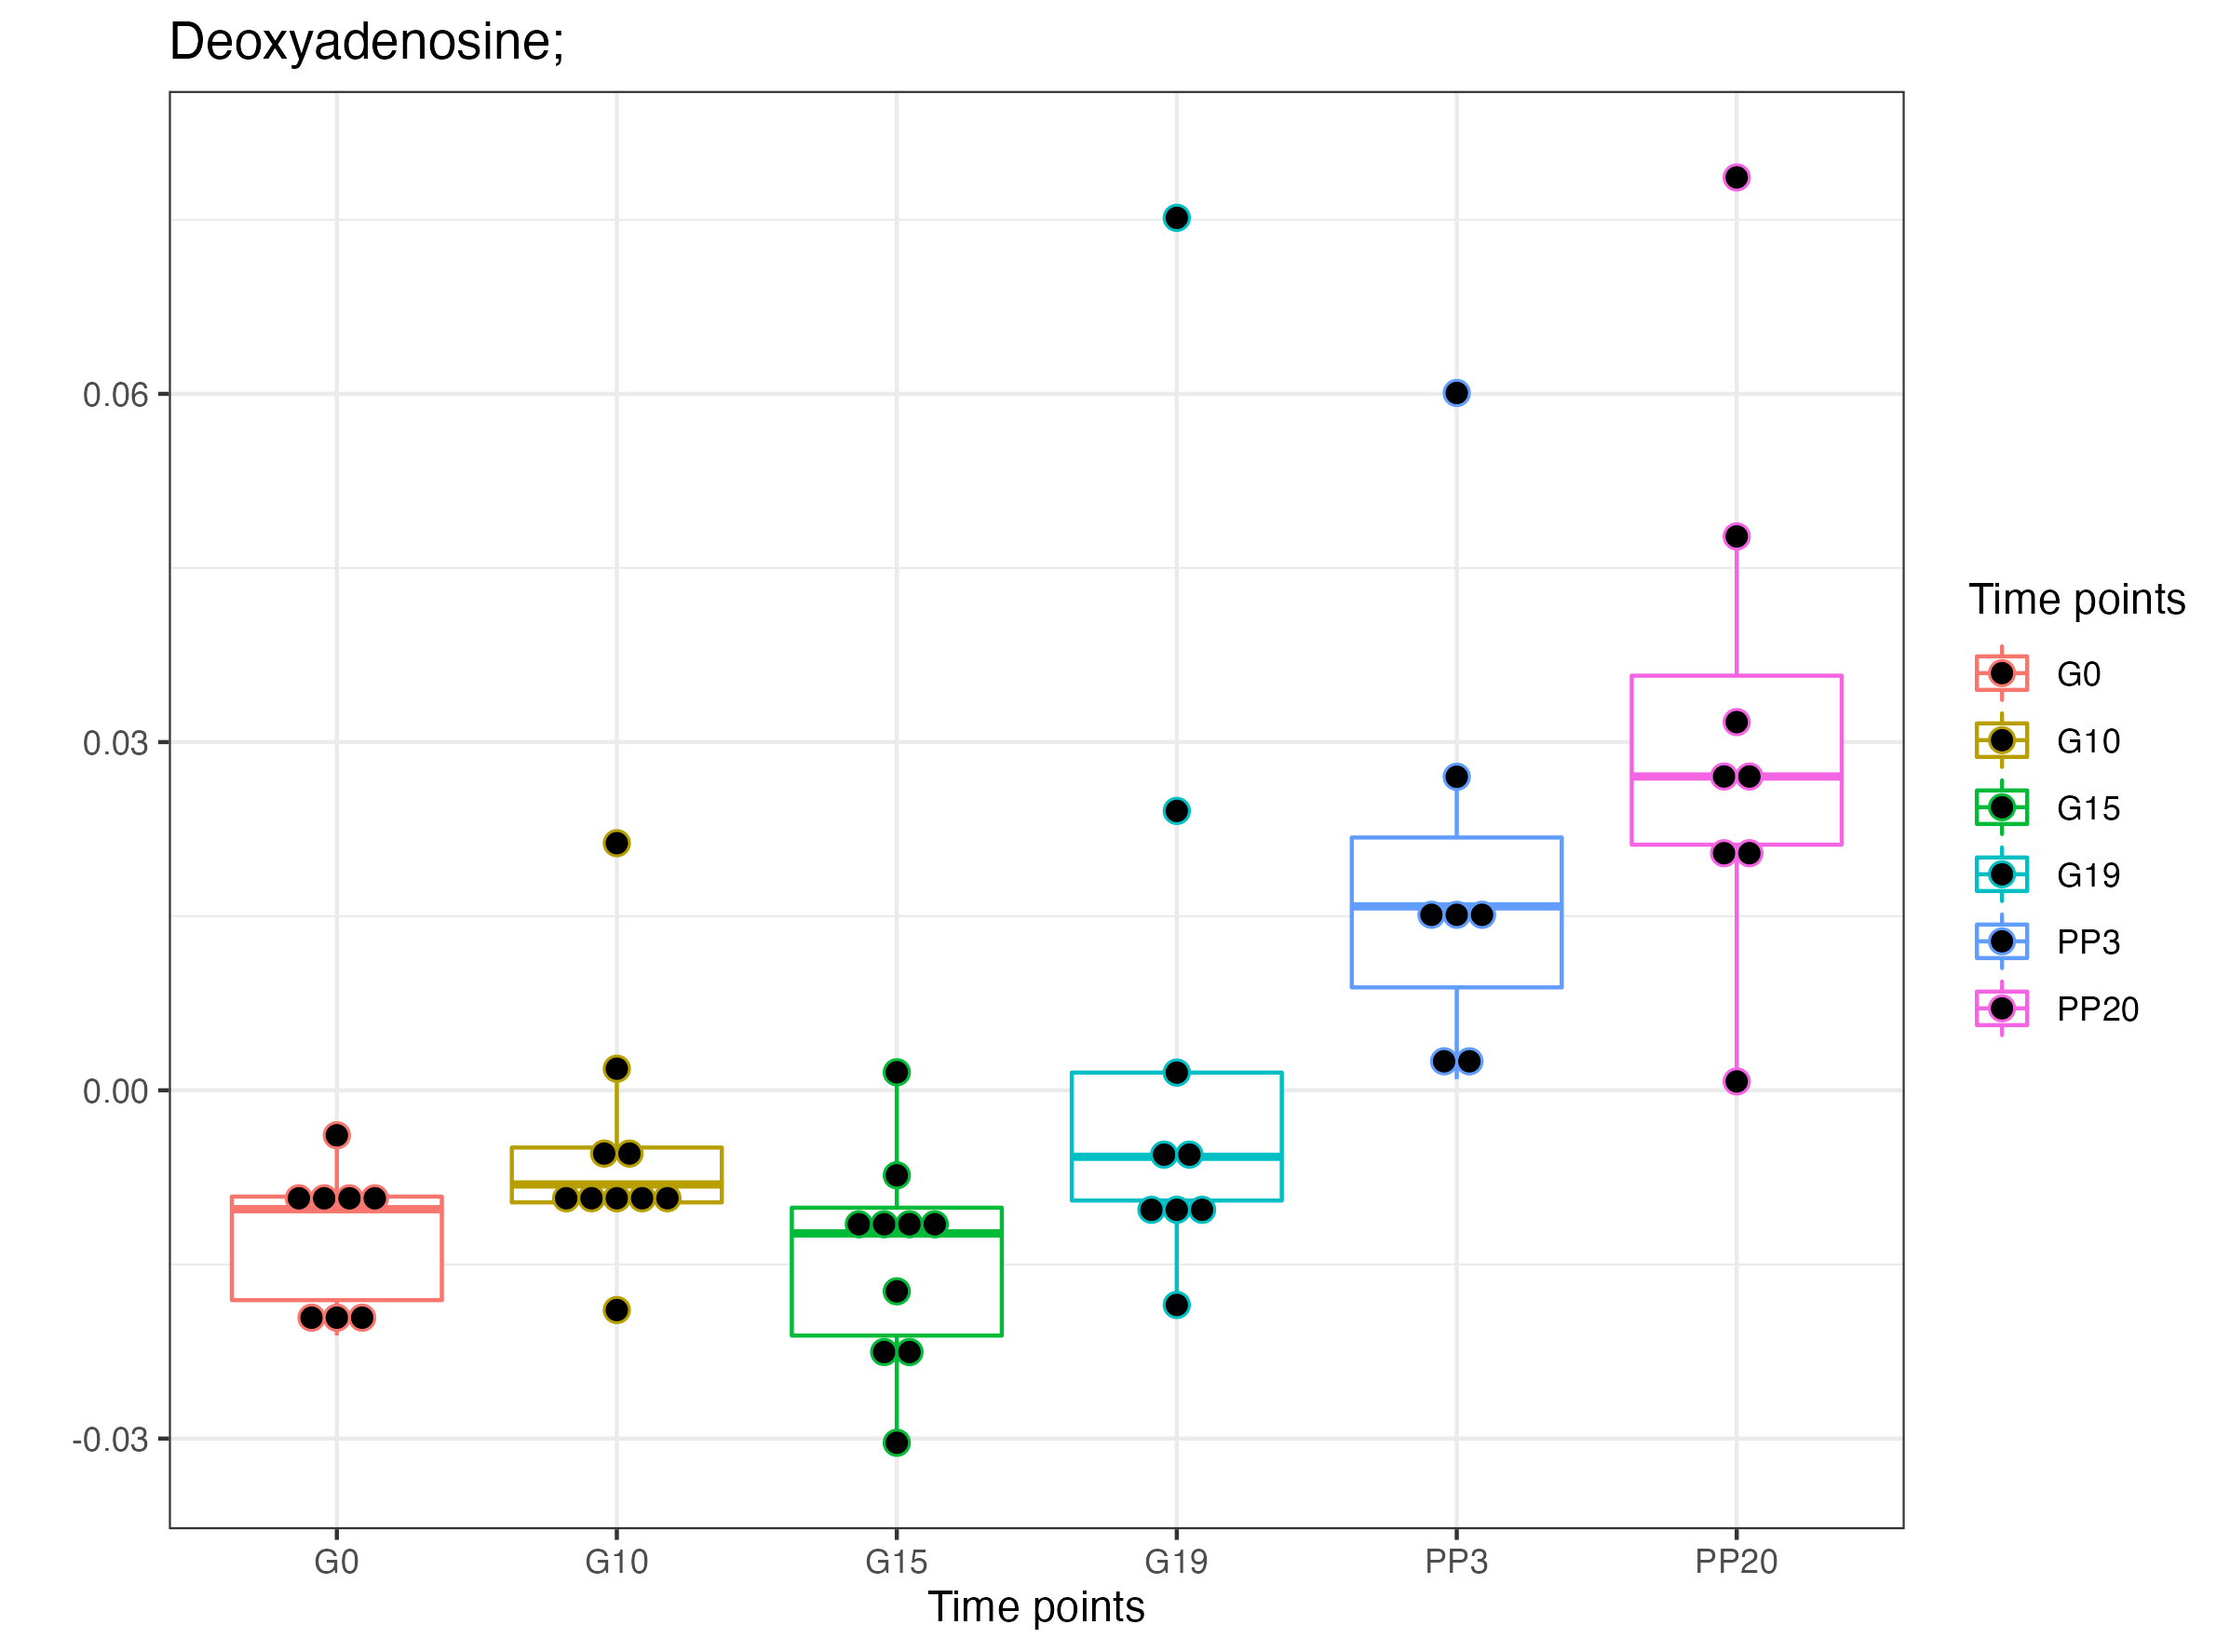 Deoxyadenosine;
0.06
0.03
0.00
-0.03
G0
G10
G15
G19
PP3
PP20
Time points
Time points
G0
G10
G15
G19
PP3
PP20